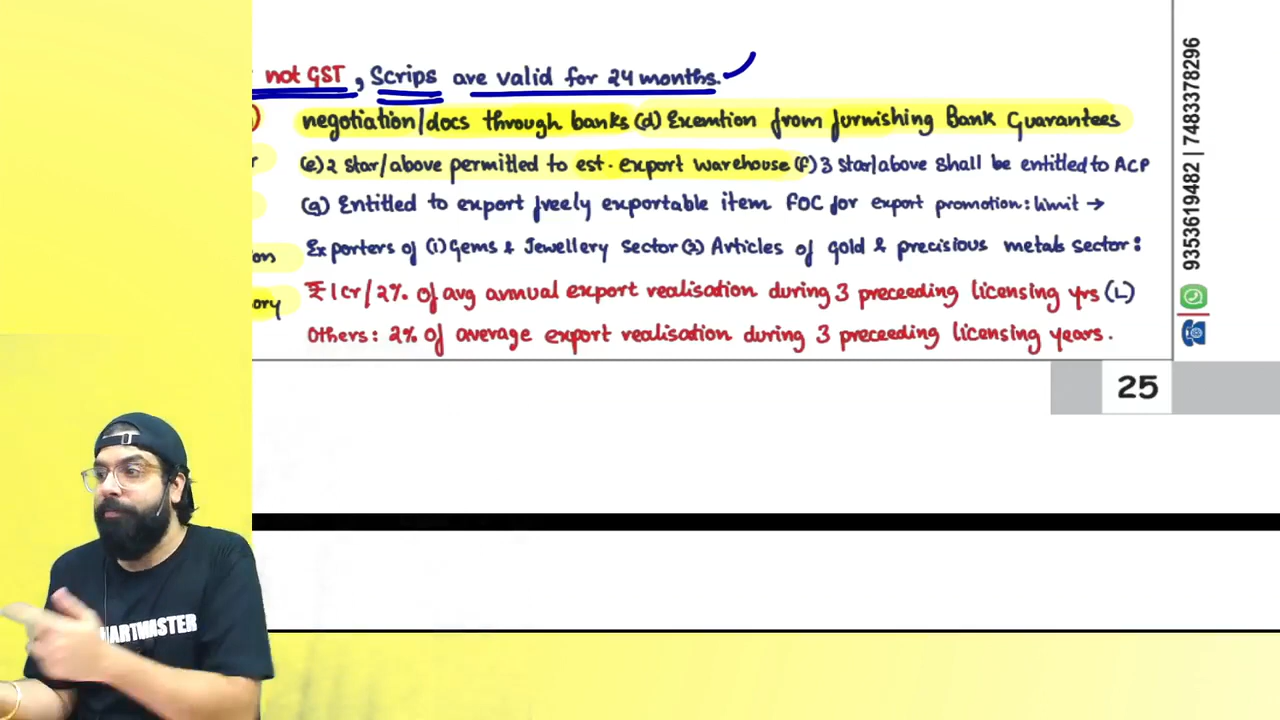 not GST, Scrips are valid for 24 months.
negotiation/docs through banks (d) Exemtion from furnishing Bank Guarantees
(e) 2 Star/above permitted to est. export warehouse (f) 3 Star/above shall be entitled to ACP
(g) Entitled to export freely exportable item FOC for export promotion: limit →
Exporters of (1) Gems & Jewellery Sector (2) Articles of gold & precisious metals sector:
₹1cr/2% of avg annual export realisation during 3 preceeding licensing yrs (L)
Others: 2% of average export realisation during 3 preceeding licensing years.
25
9353619482 | 7483378296